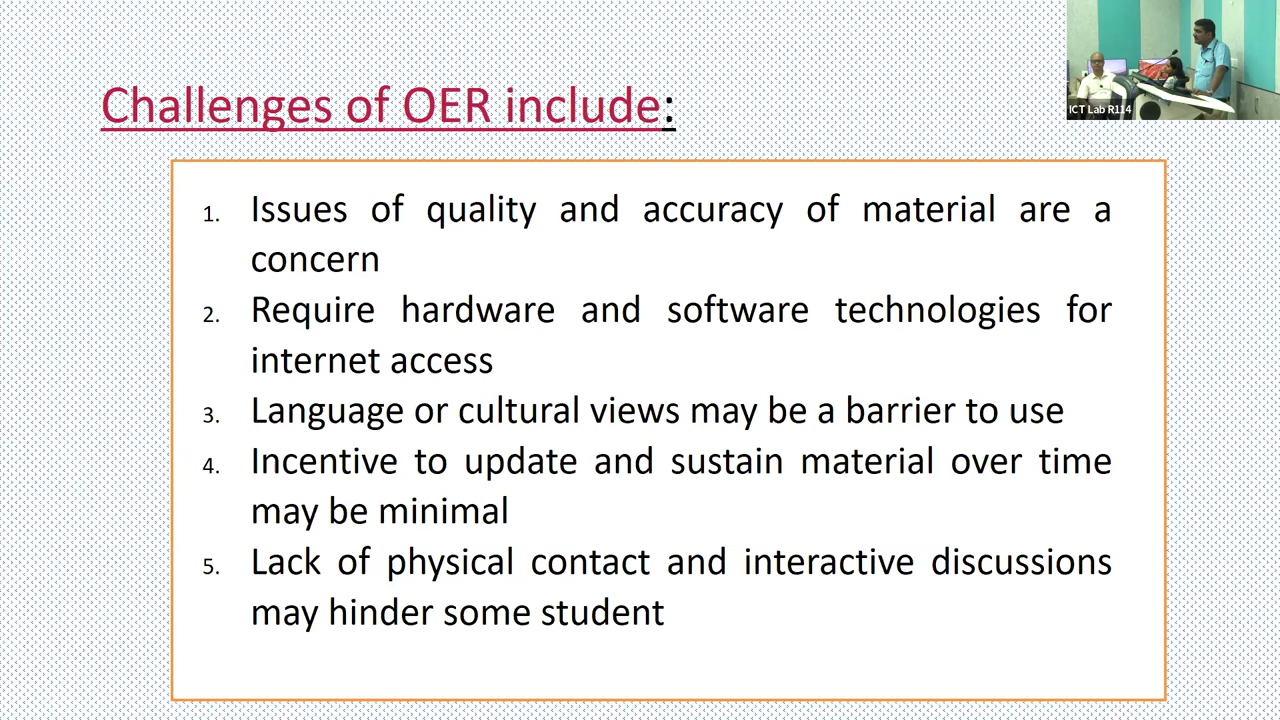 Challenges of OER include:
ICT Lab R114
1. Issues of quality and accuracy of material are a
concern
2. Require hardware and software technologies for
internet access
3. Language or cultural views may be a barrier to use
4. Incentive to update and sustain material over time
may be minimal
5. Lack of physical contact and interactive discussions
may hinder some student